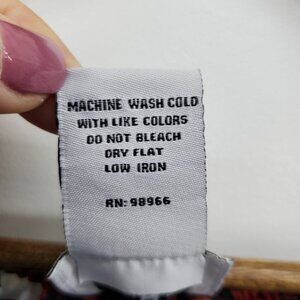 MACHINE WASH COLD
WITH LIKE COLORS
DO NOT BLEACH
DRY FLAT
LOW IRON
RN: 98966